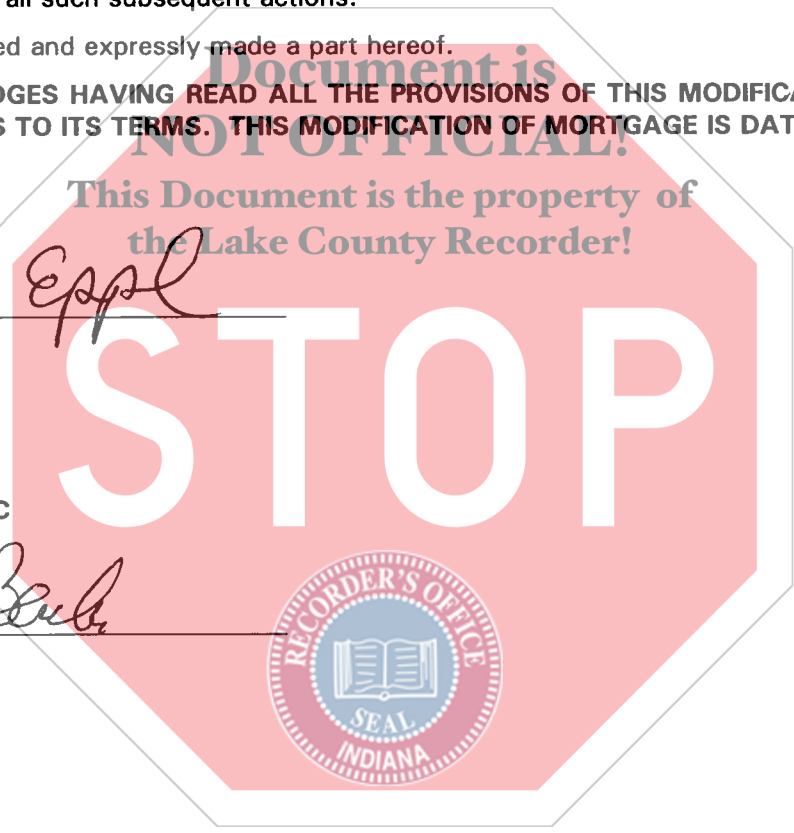 all such subsequent actions.
ed and expressly made a part hereof.
Document is
DGES HAVING READ ALL THE PROVISIONS OF THIS MODIFICA
S TO ITS TERMS. THIS MODIFICATION OF MORTGAGE IS DAT
NOT OFFICIAL!
This Document is the property of
the Lake County Recorder!
Eppl
STOP
C
RECORDER'S OFFICE
SEAL
INDIANA